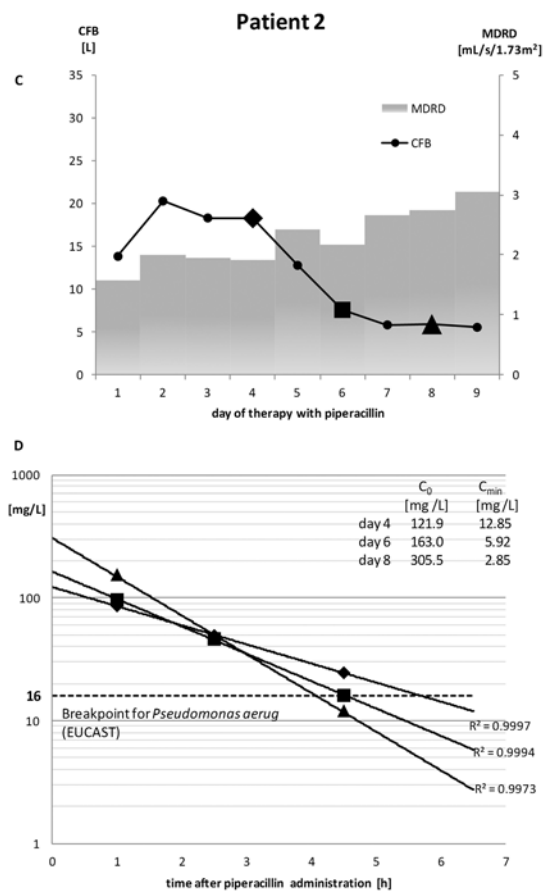 Patient 2
CFB
[L]
MDRD
[mL/s/1.73m²]
C
35
30
25
20
15
10
5
0
5
4
3
2
1
0
MDRD
CFB
1 2 3 4 5 6 7 8 9
day of therapy with piperacillin
D
1000
[mg/L]
100
16
10
1
C₀ Cmin
[mg /L] [mg /L]
day 4 121.9 12.85
day 6 163.0 5.92
day 8 305.5 2.85
Breakpoint for Pseudomonas aerug
(EUCAST)
R² = 0.9997
R² = 0.9994
R² = 0.9973
0 1 2 3 4 5 6 7
time after piperacillin administration [h]